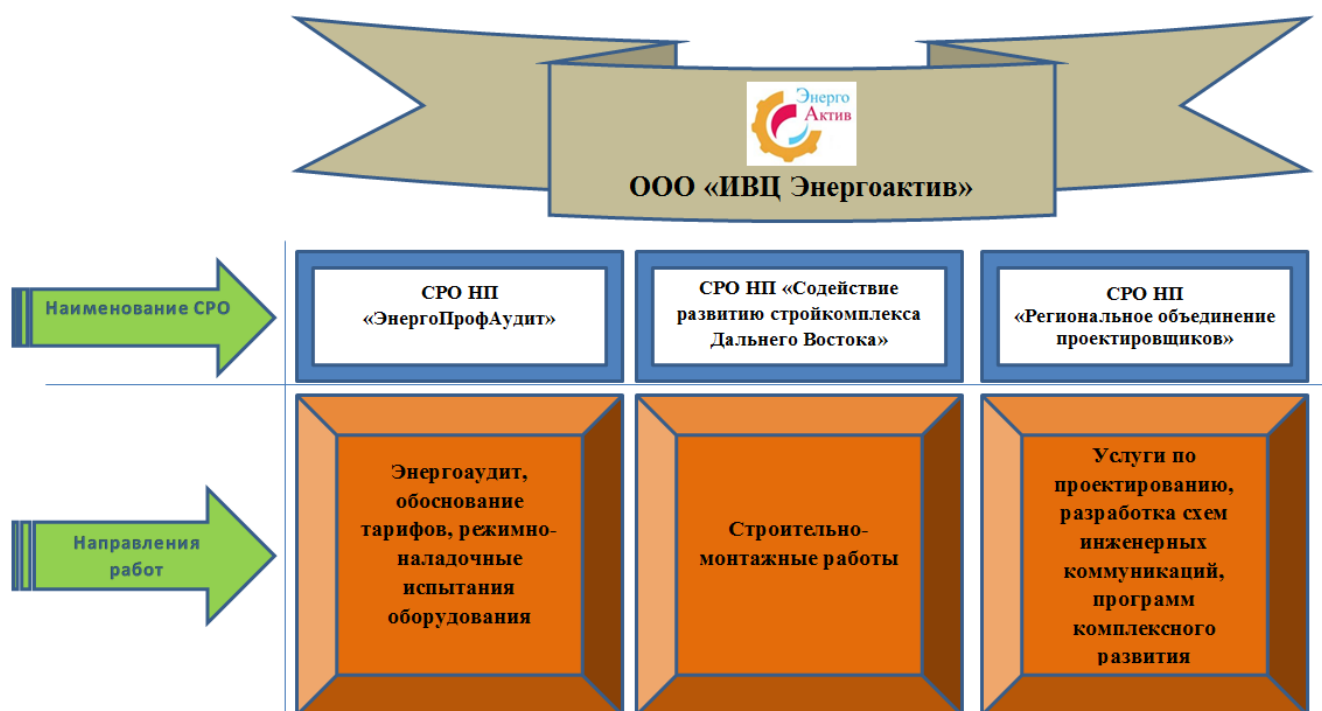 Энерго
Актив
ООО «ИВЦ Энергоактив»
Наименование СРО
СРО НП
«ЭнергоПрофАудит»
СРО НП «Содействие
развитию стройкомплекса
Дальнего Востока»
СРО НП
«Региональное объединение
проектировщиков»
Направления
работ
Энергоаудит,
обоснование
тарифов, режимно-
наладочные
испытания
оборудования
Строительно-
монтажные работы
Услуги по
проектированию,
разработка схем
инженерных
коммуникаций,
программ
комплексного
развития